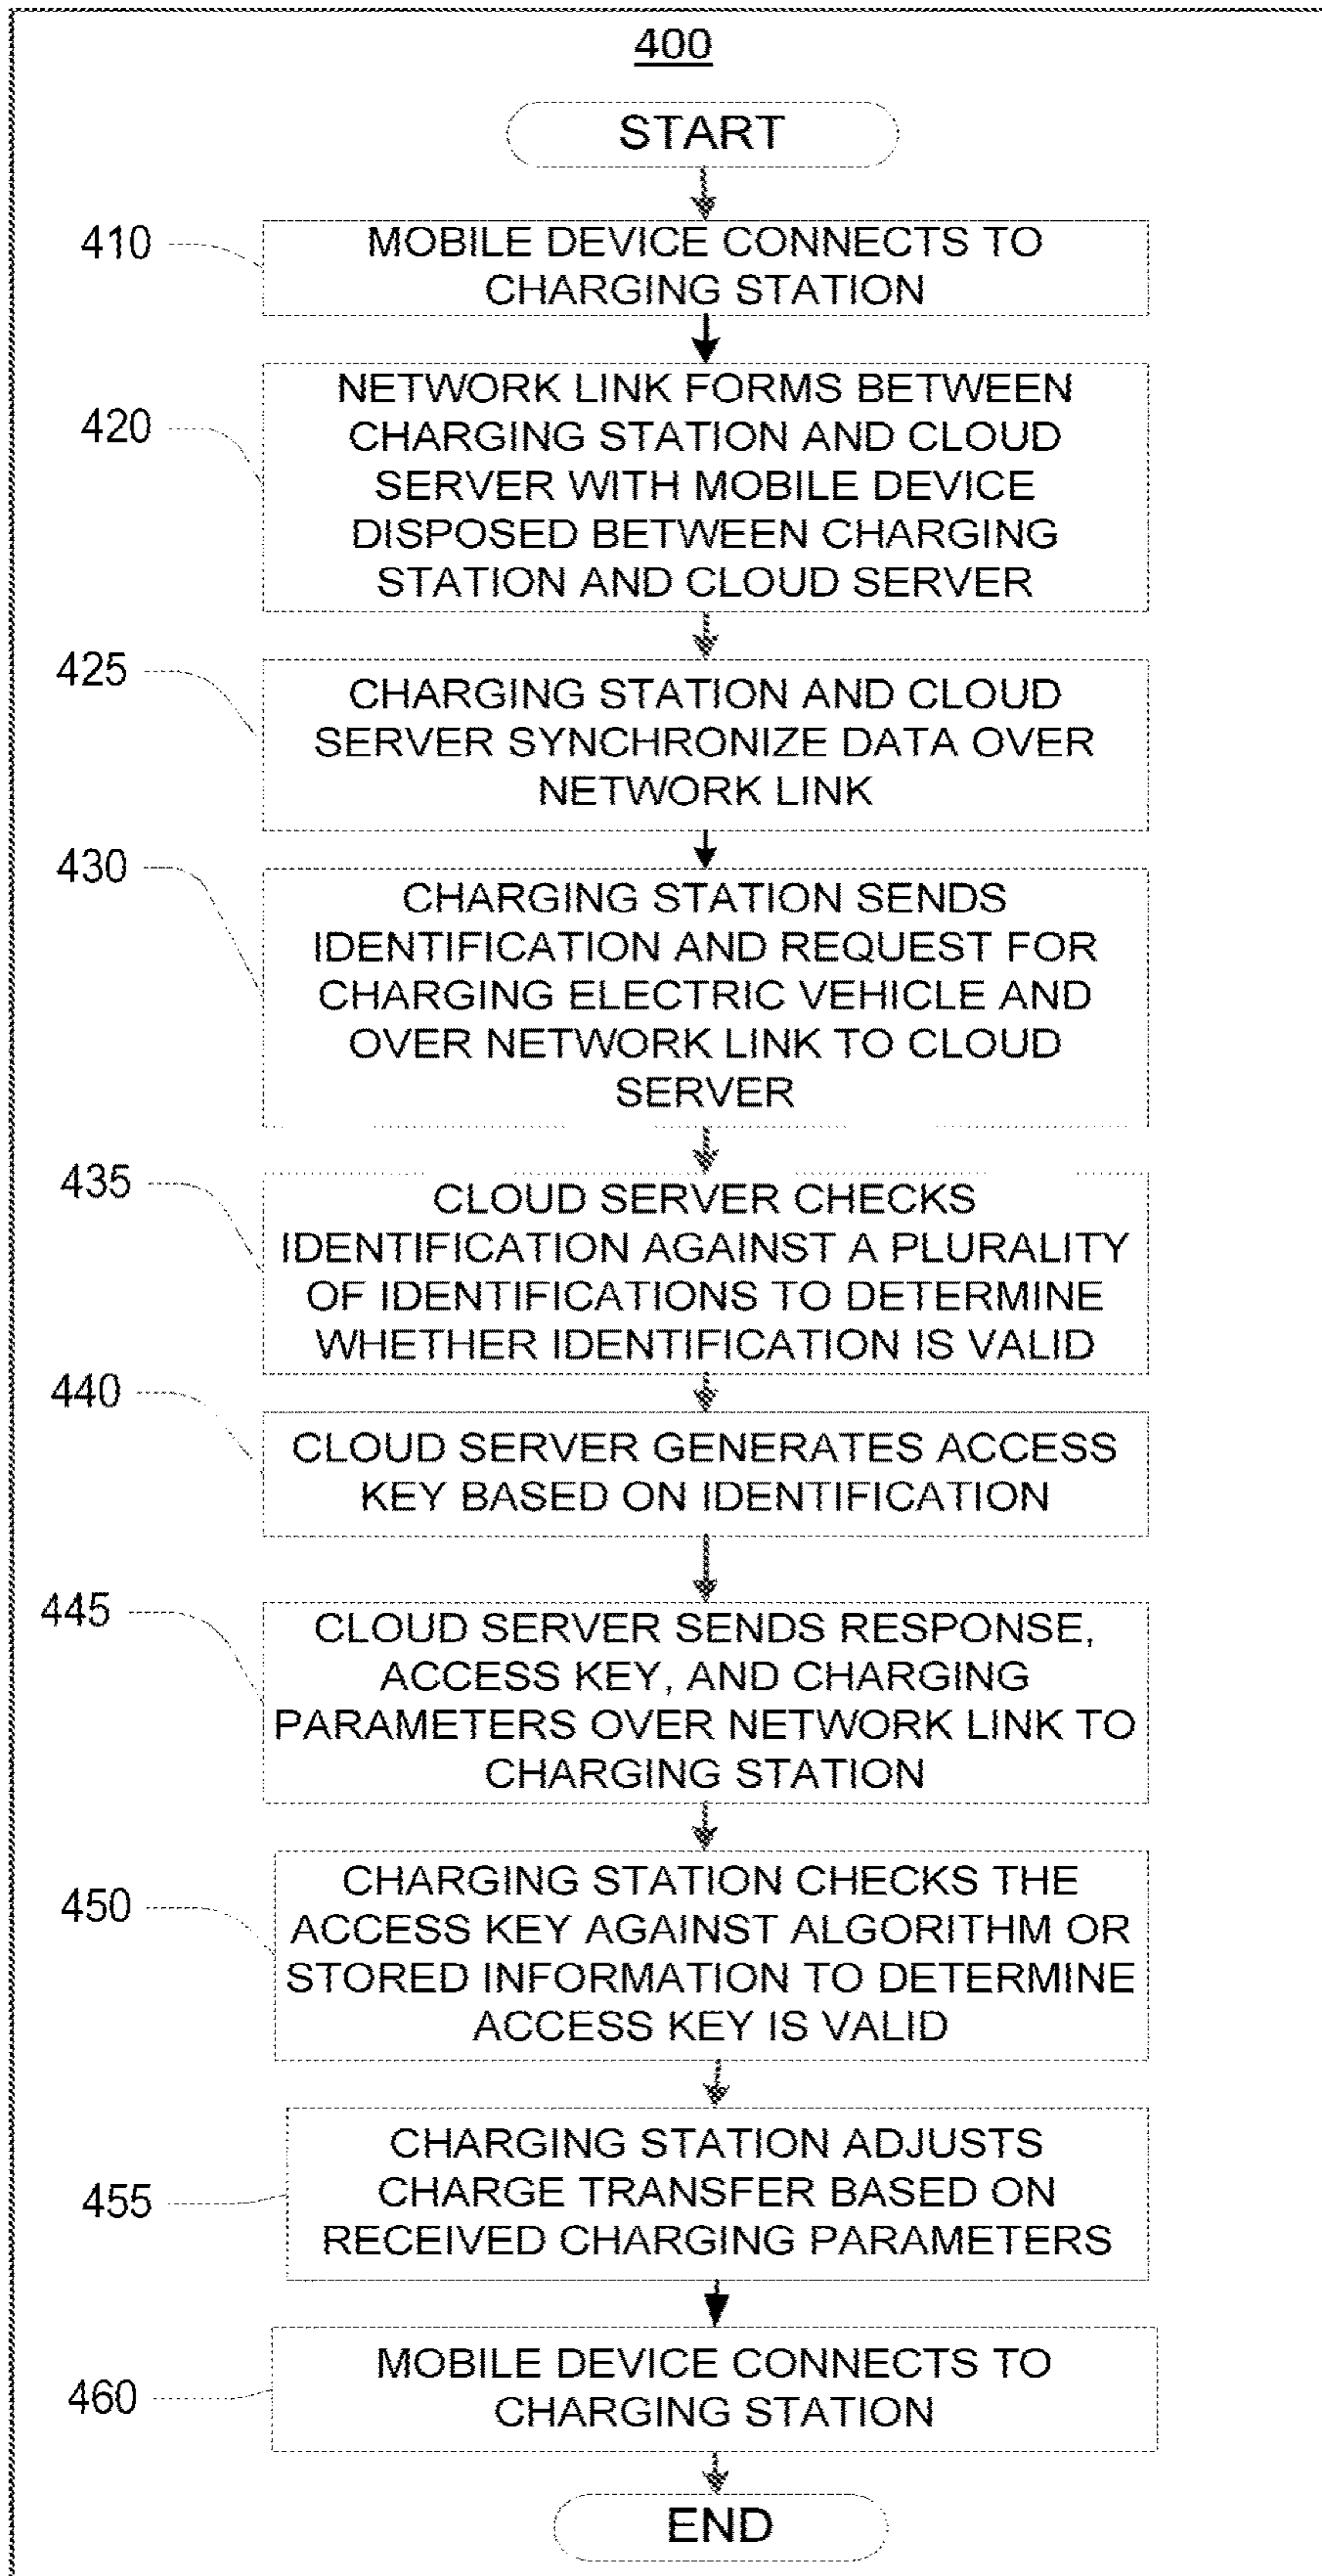 400
START
410
MOBILE DEVICE CONNECTS TO
CHARGING STATION
420
NETWORK LINK FORMS BETWEEN
CHARGING STATION AND CLOUD
SERVER WITH MOBILE DEVICE
DISPOSED BETWEEN CHARGING
STATION AND CLOUD SERVER
425
CHARGING STATION AND CLOUD
SERVER SYNCHRONIZE DATA OVER
NETWORK LINK
430
CHARGING STATION SENDS
IDENTIFICATION AND REQUEST FOR
CHARGING ELECTRIC VEHICLE AND
OVER NETWORK LINK TO CLOUD
SERVER
435
CLOUD SERVER CHECKS
IDENTIFICATION AGAINST A PLURALITY
OF IDENTIFICATIONS TO DETERMINE
WHETHER IDENTIFICATION IS VALID
440
CLOUD SERVER GENERATES ACCESS
KEY BASED ON IDENTIFICATION
445
CLOUD SERVER SENDS RESPONSE,
ACCESS KEY, AND CHARGING
PARAMETERS OVER NETWORK LINK TO
CHARGING STATION
450
CHARGING STATION CHECKS THE
ACCESS KEY AGAINST ALGORITHM OR
STORED INFORMATION TO DETERMINE
ACCESS KEY IS VALID
455
CHARGING STATION ADJUSTS
CHARGE TRANSFER BASED ON
RECEIVED CHARGING PARAMETERS
460
MOBILE DEVICE CONNECTS TO
CHARGING STATION
END